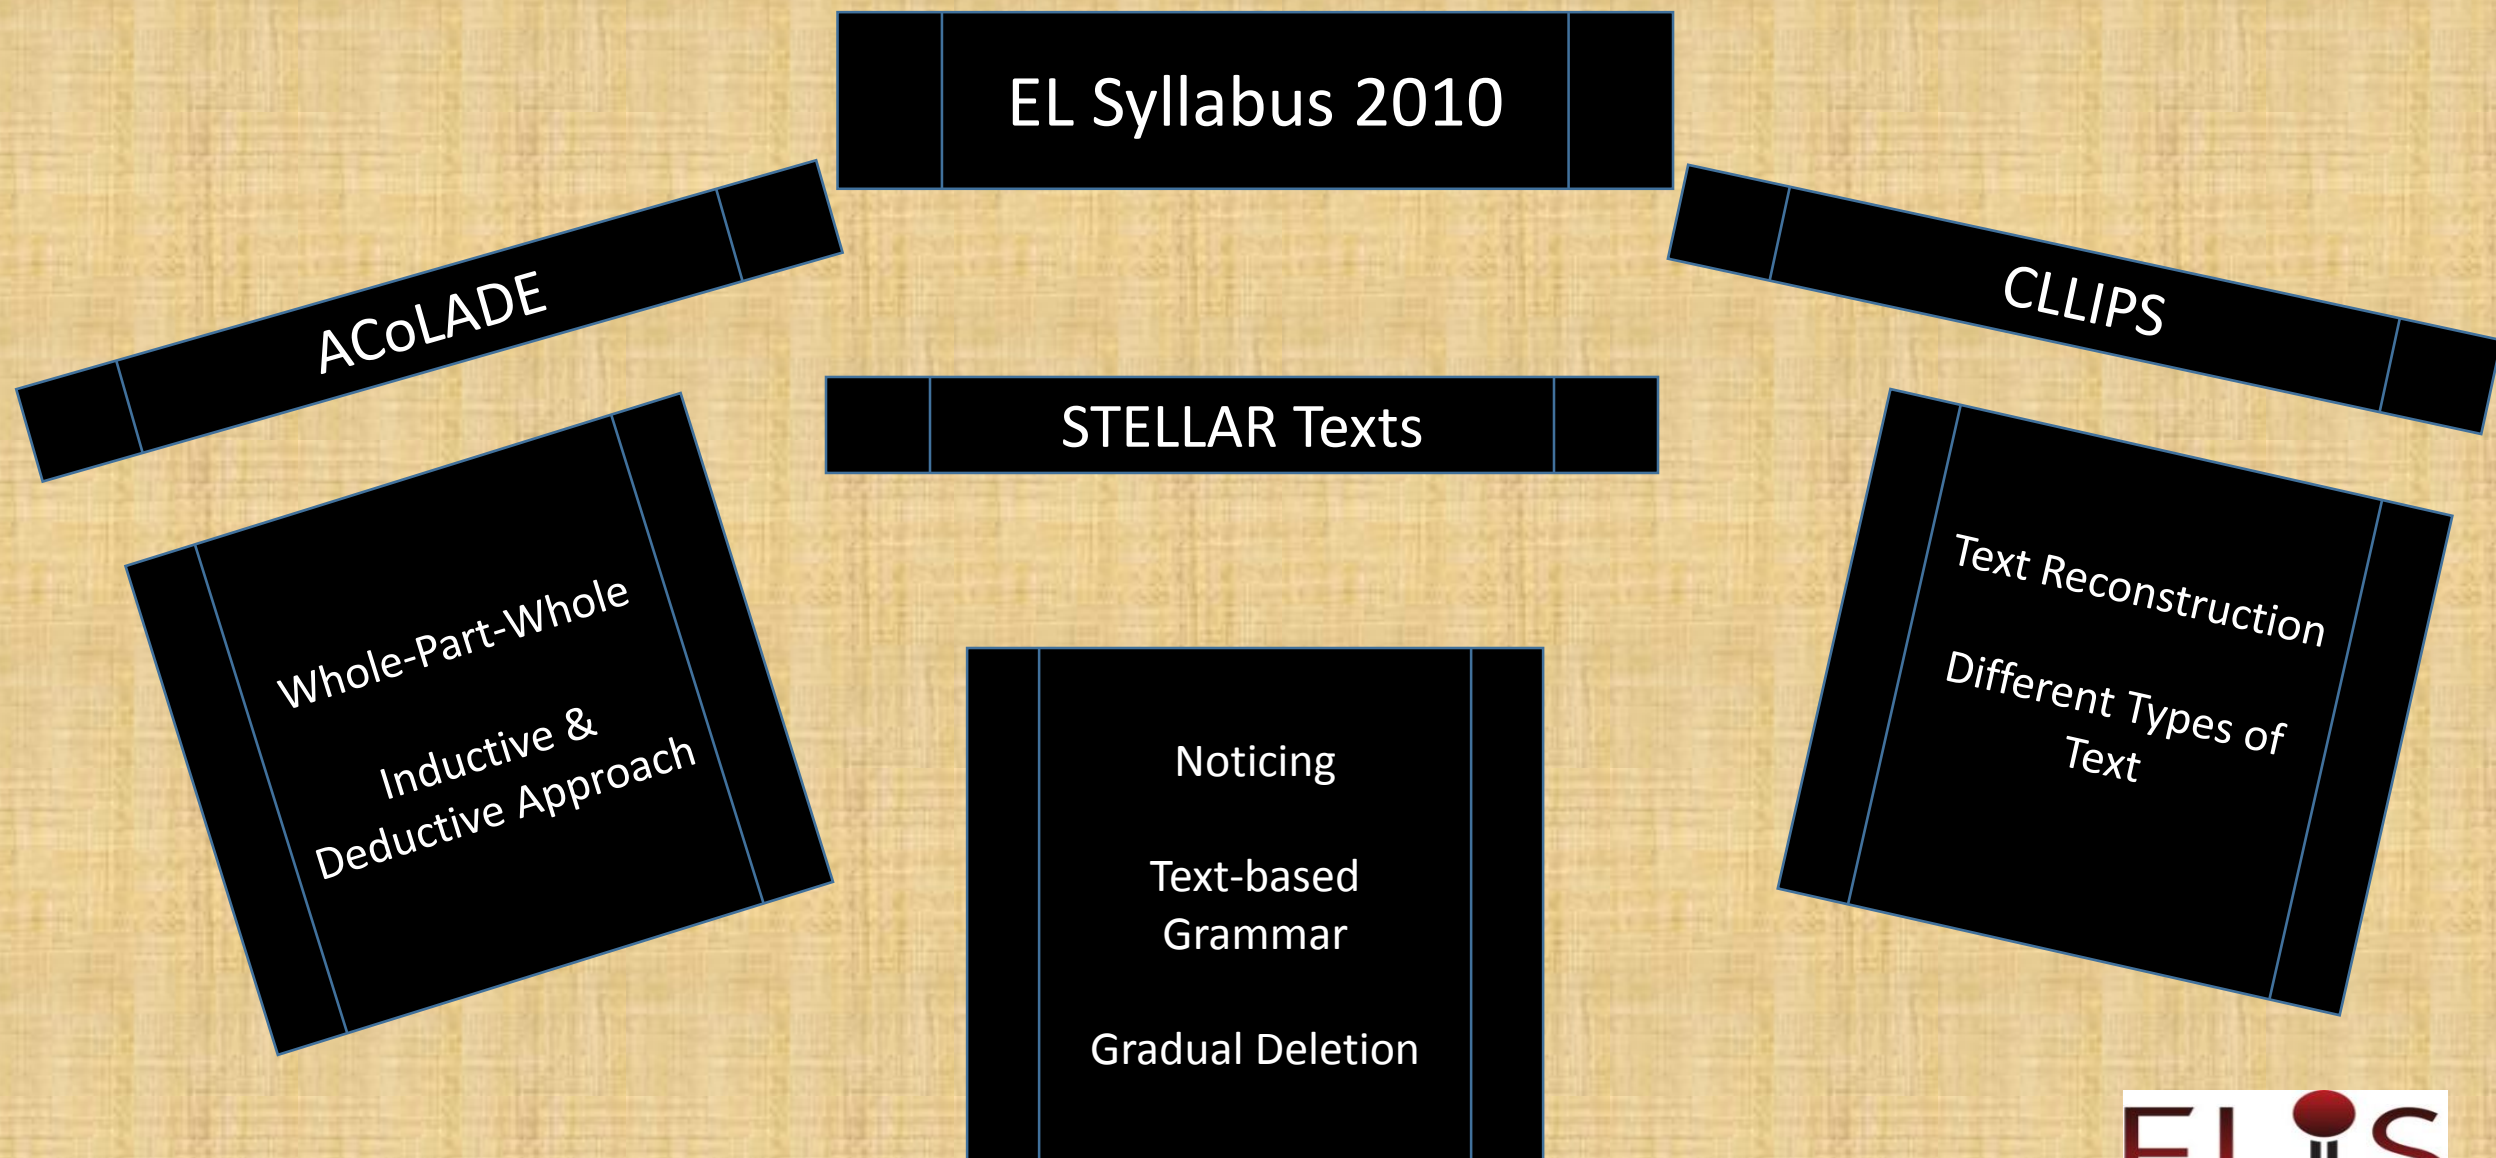 EL Syllabus 2010
ACoLADE
CLLIPS
STELLAR Texts
Whole-Part-Whole
Inductive &
Deductive Approach
Noticing
Text-based
Grammar
Gradual Deletion
Text Reconstruction
Different Types of
Text
ELiS